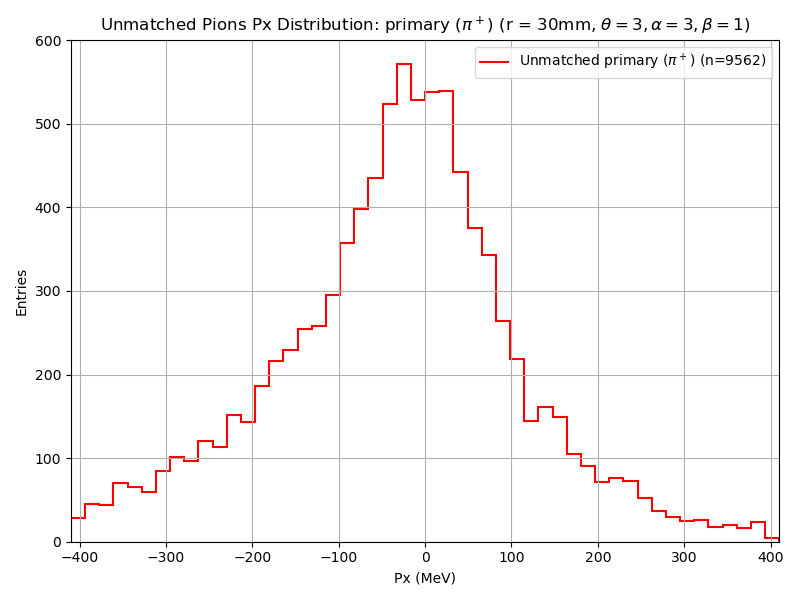 Unmatched Pions Px Distribution: primary (π⁺) (r = 30mm, θ = 3, α = 3, β = 1)
Unmatched primary (π⁺) (n=9562)
600
500
400
300
200
100
0
Entries
−400 −300 −200 −100 0 100 200 300 400
Px (MeV)